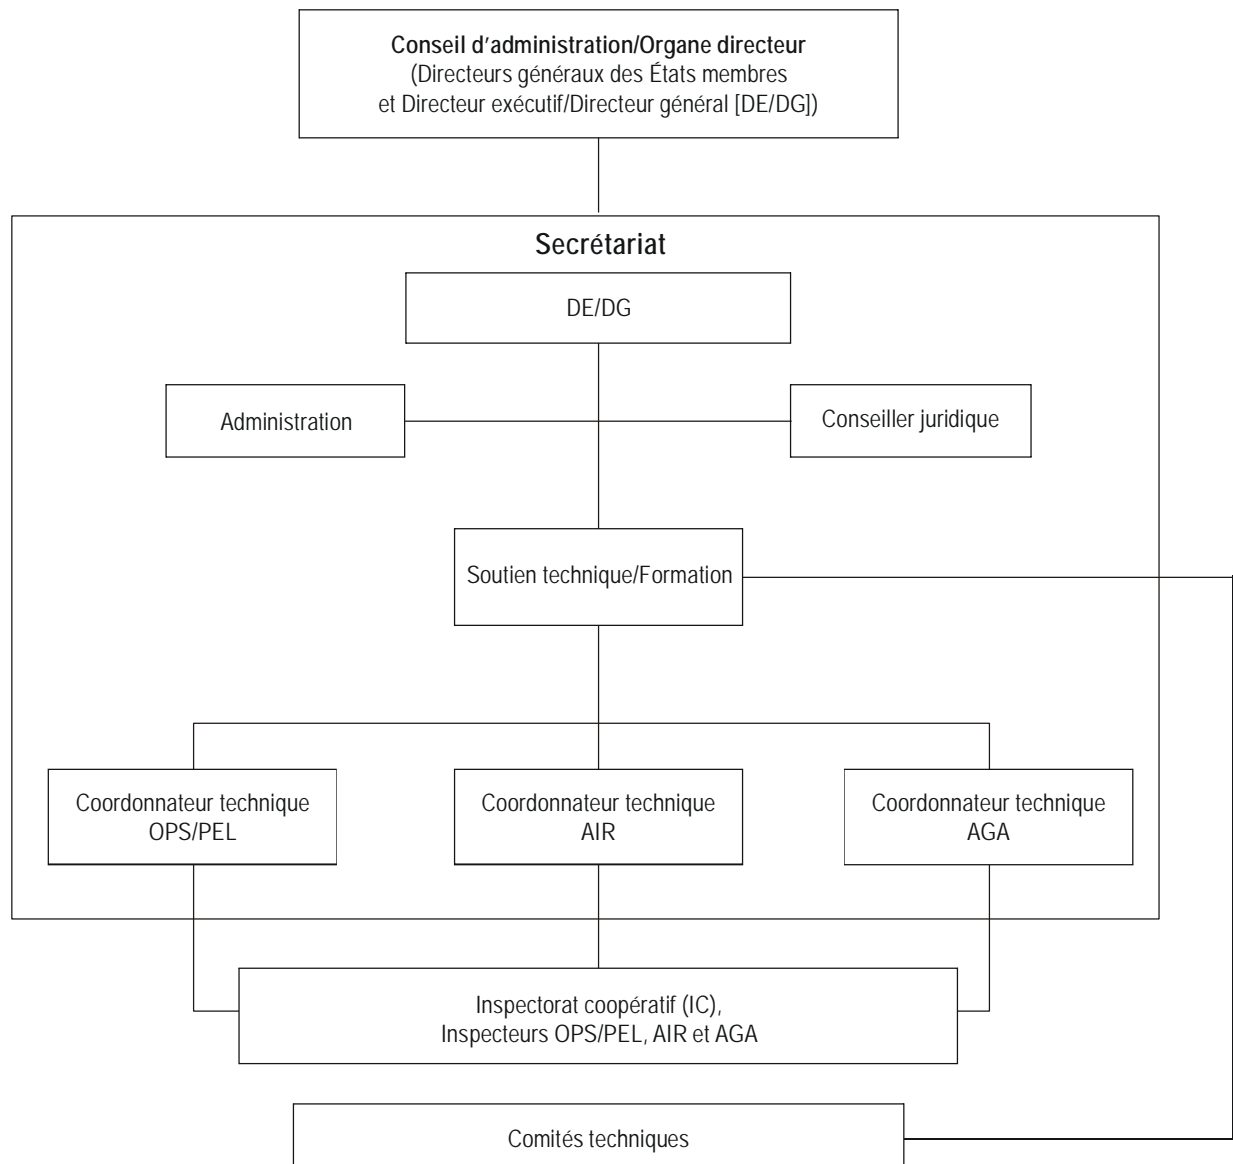 Conseil d'administration/Organe directeur
(Directeurs généraux des États membres
et Directeur exécutif/Directeur général [DE/DG])
Secrétariat
DE/DG
Administration
Conseiller juridique
Soutien technique/Formation
Coordonnateur technique
OPS/PEL
Coordonnateur technique
AIR
Coordonnateur technique
AGA
Inspectorat coopératif (IC),
Inspecteurs OPS/PEL, AIR et AGA
Comités techniques